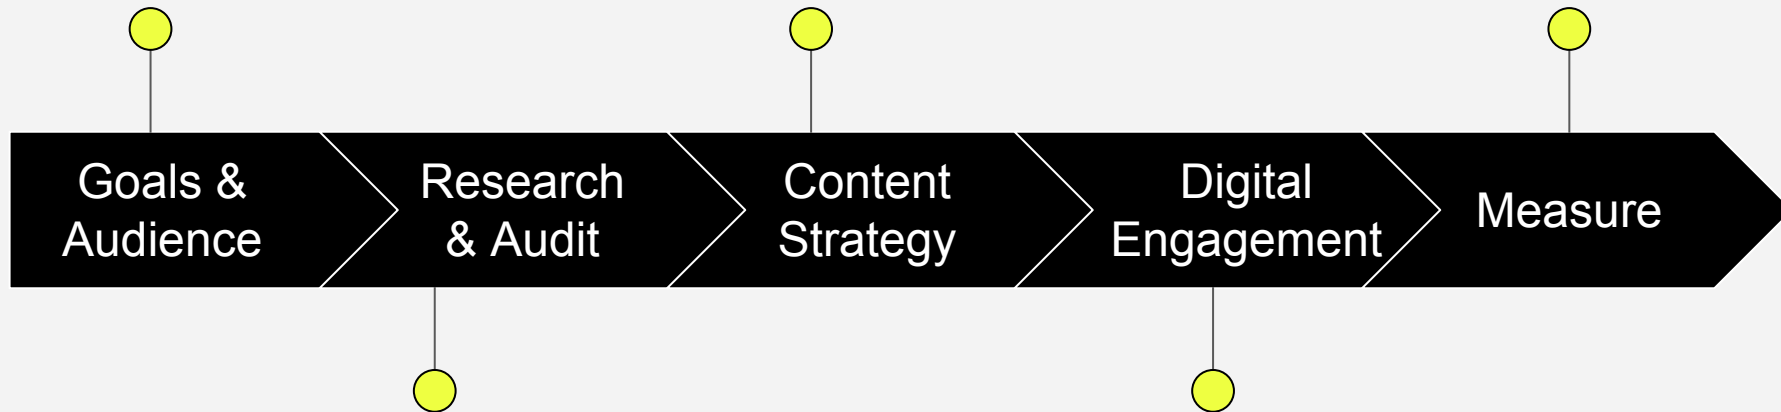 Goals &
Audience
Research
& Audit
Content
Strategy
Digital
Engagement
Measure